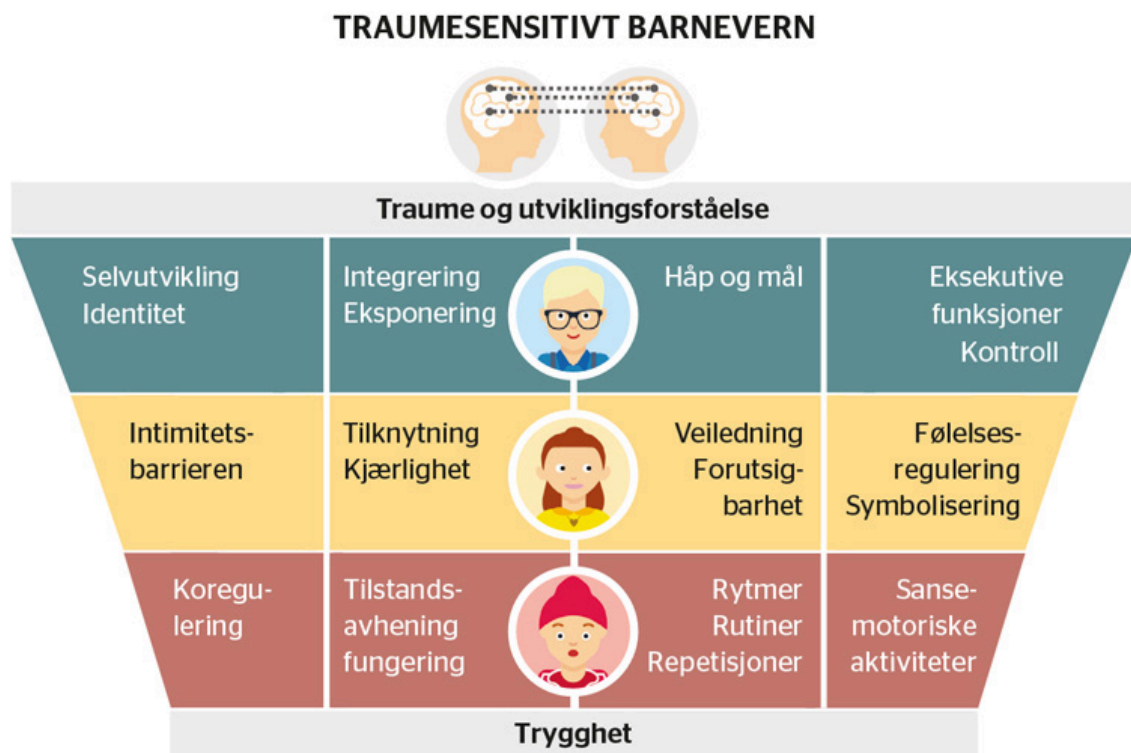 TRAUMESENSITIVT BARNEVERN
Traume og utviklingsforståelse
Selvutvikling
Identitet
Integrering
Eksponering
Håp og mål
Eksekutive
funksjoner
Kontroll
Intimitets-
barrieren
Tilknytning
Kjærlighet
Veiledning
Forutsig-
barhet
Følelses-
regulering
Symbolisering
Koregu-
lering
Tilstands-
avhening
fungering
Rytmer
Rutiner
Repetisjoner
Sanse-
motoriske
aktiviteter
Trygghet